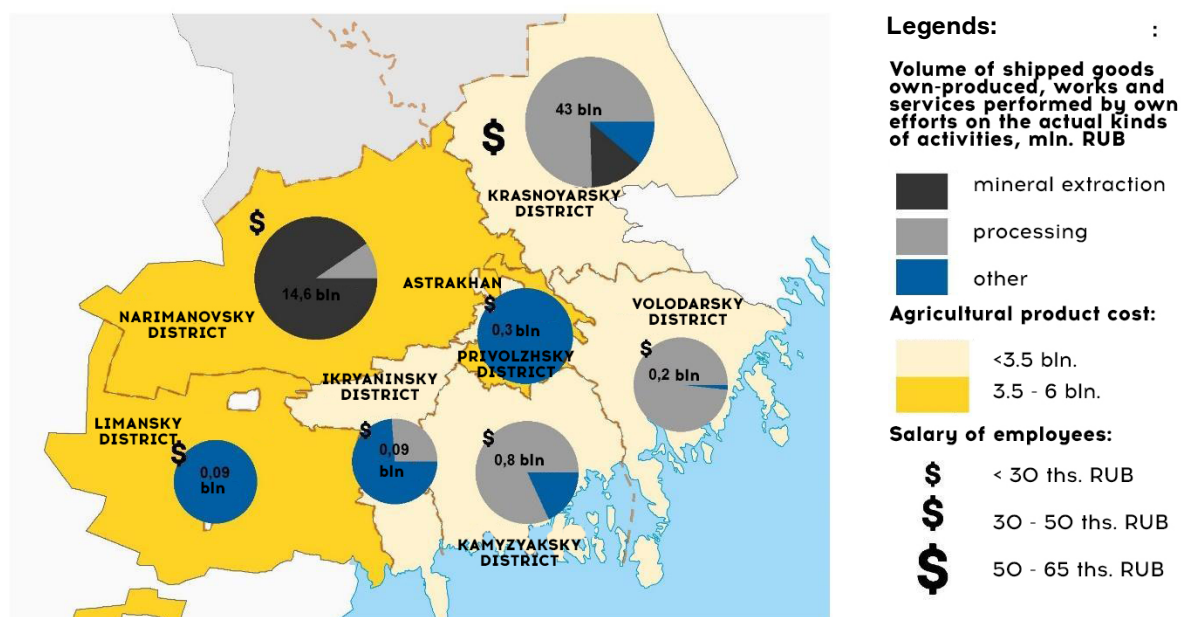 Legends: :
Volume of shipped goods
own-produced, works and
services performed by own
efforts on the actual kinds
of activities, mln. RUB
mineral extraction
processing
other
Agricultural product cost:
<3.5 bln.
3.5 - 6 bln.
Salary of employees:
$ < 30 ths. RUB
$ 30 - 50 ths. RUB
$ 50 - 65 ths. RUB
43 bln
$
KRASNOYARSKY
DISTRICT
$
14,6 bln
NARIMANOVSKY
DISTRICT
ASTRAKHAN
$
0,3 bln
PRIVOLZHSKY
DISTRICT
VOLODARSKY
DISTRICT
$
0,2 bln
IKRYANINSKY
DISTRICT
$
0,09
bln
LIMANSKY
DISTRICT
$
0,09
bln
$
0,8 bln
KAMYZYAKSKY
DISTRICT